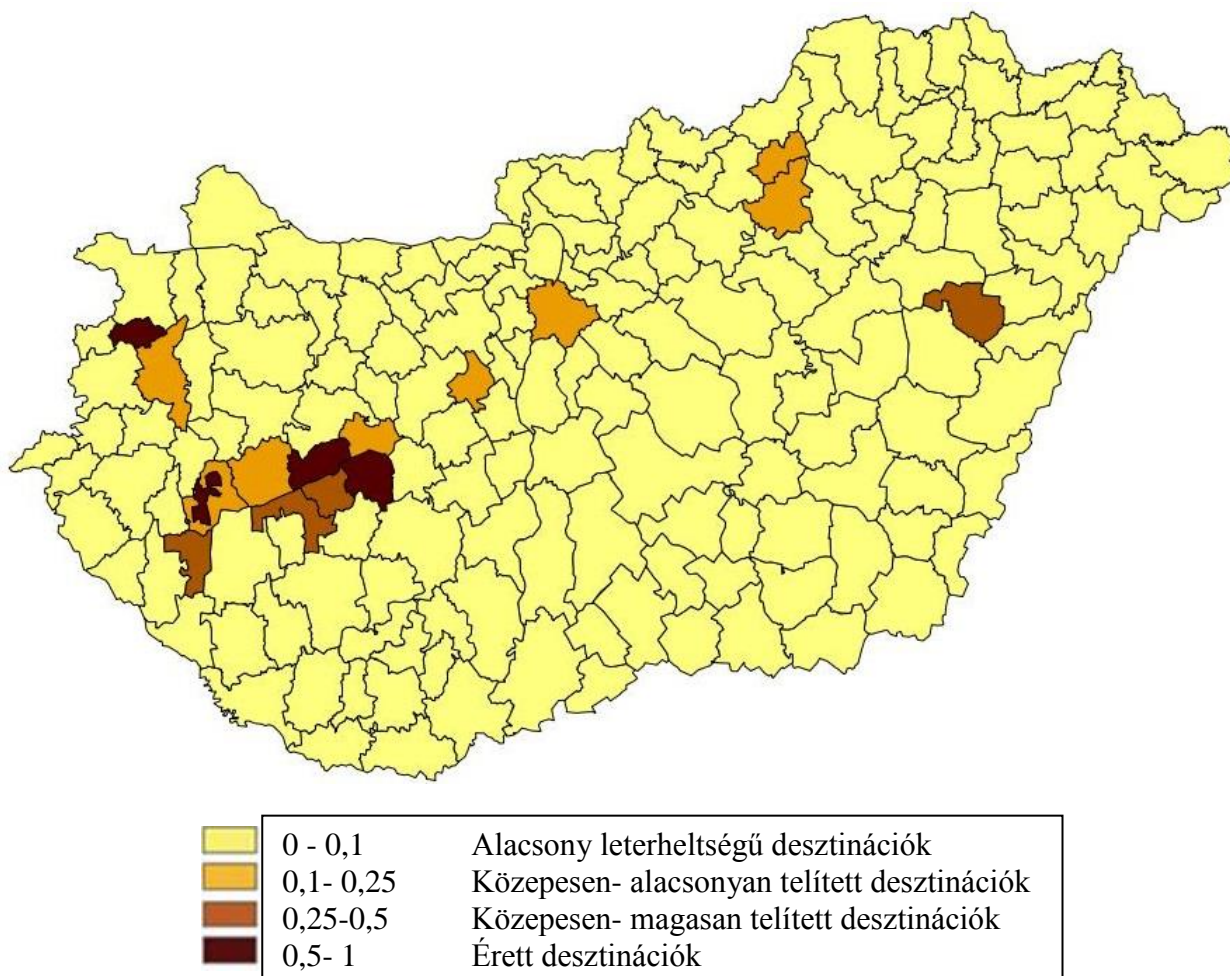 0 - 0,1 Alacsony leterheltségű desztinációk
0,1- 0,25 Közepesen- alacsonyan telített desztinációk
0,25-0,5 Közepesen- magasan telített desztinációk
0,5- 1 Érett desztinációk